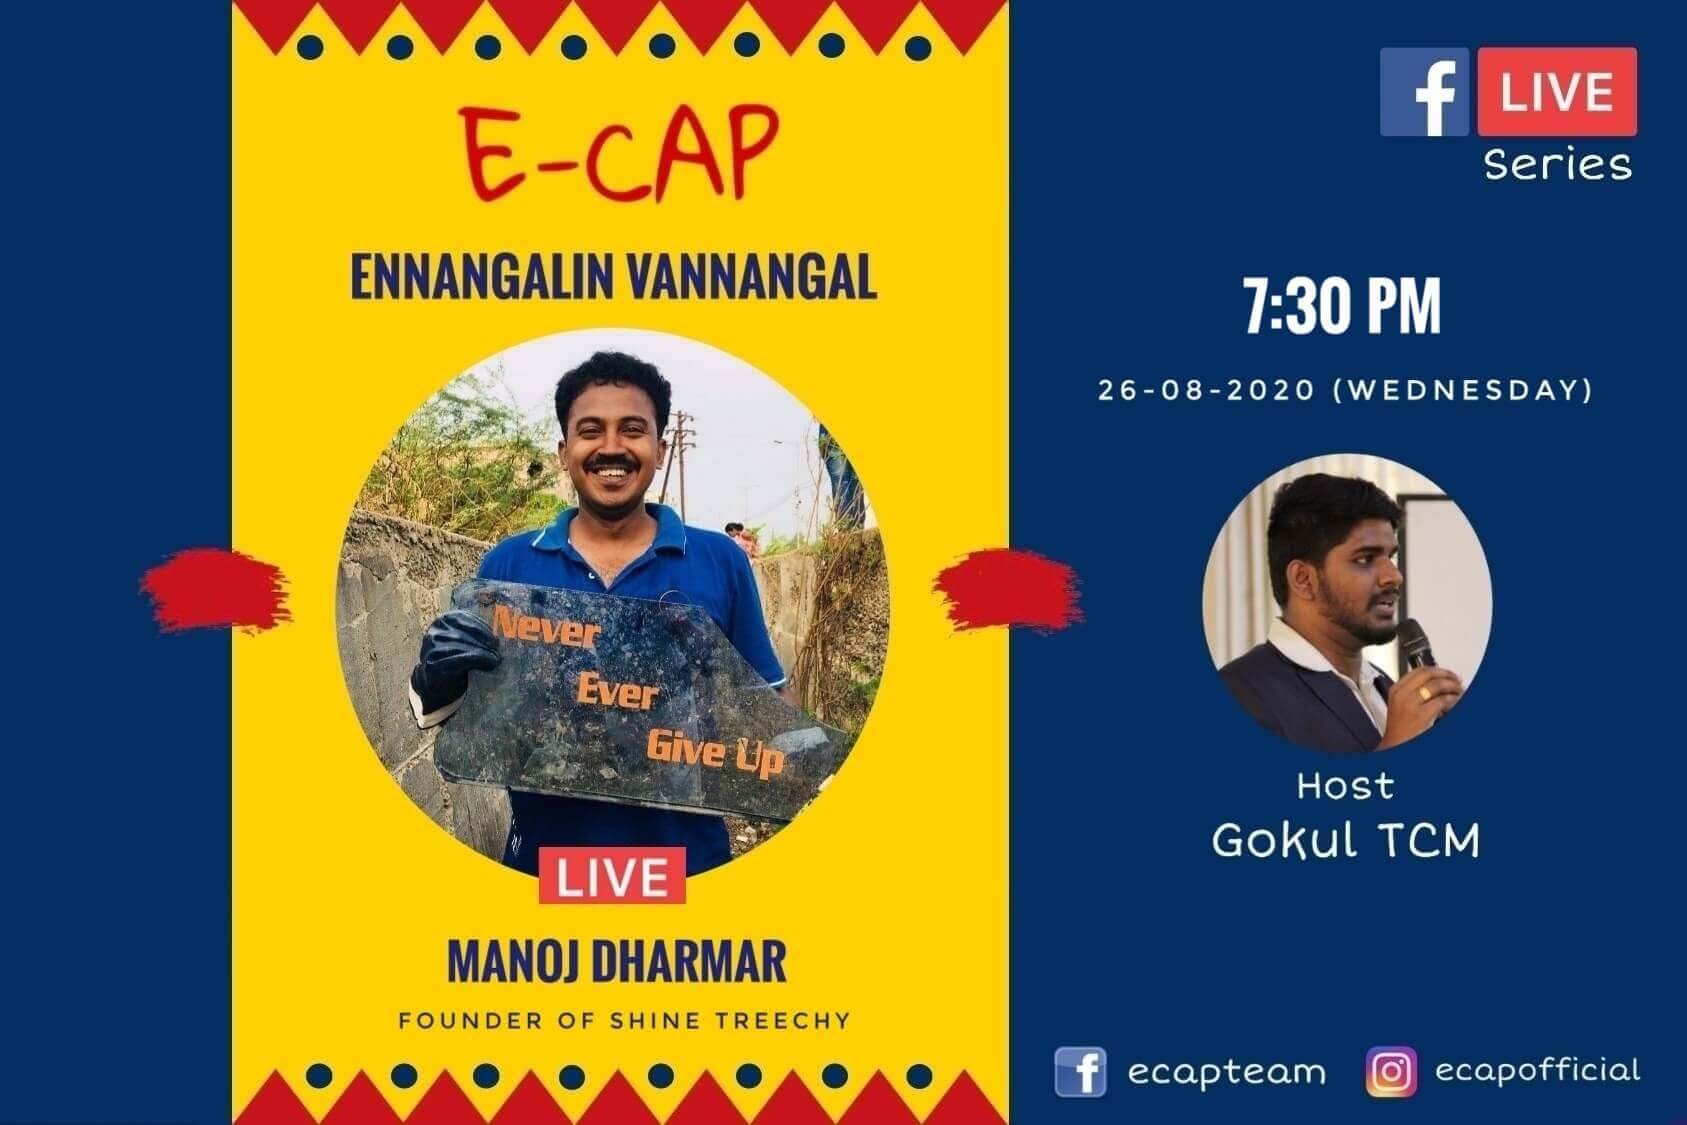 E-CAP
ENNANGALIN VANNANGAL
Never
Ever
Give Up
LIVE
MANOJ DHARMAR
FOUNDER OF SHINE TREECHY
f LIVE
Series
7:30 PM
26-08-2020 (WEDNESDAY)
Host
Gokul TCM
f ecapteam
ecapofficial